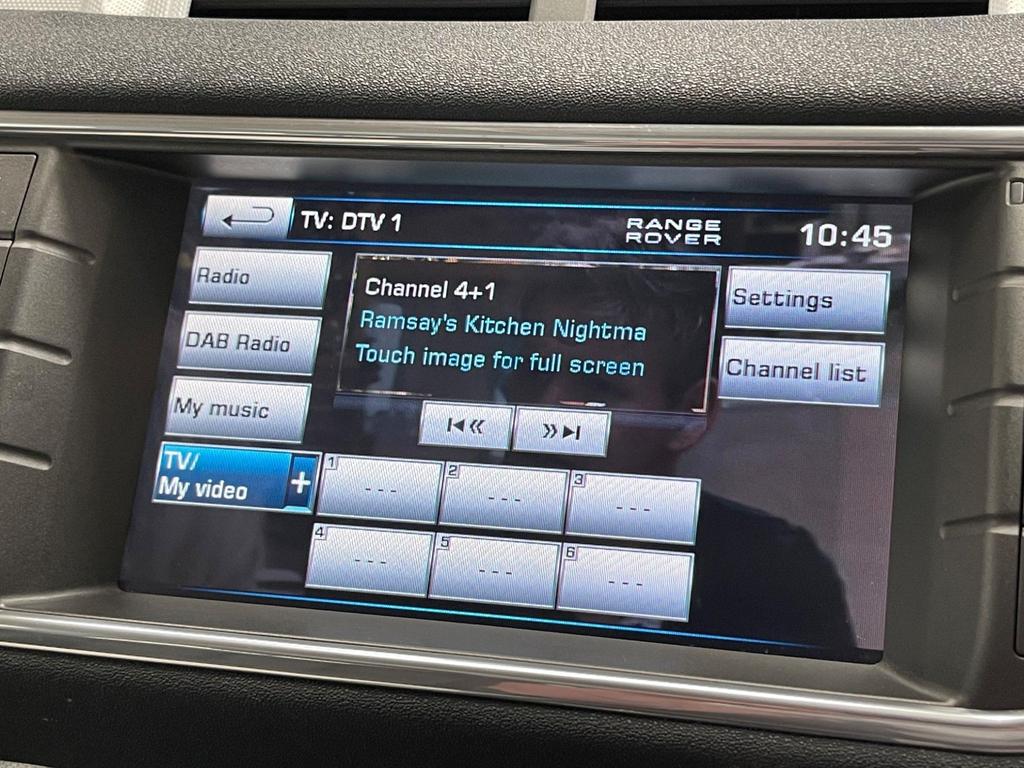 TV: DTV 1
RANGE
ROVER
10:45
Radio
DAB Radio
My music
TV/
My video
+
Channel 4+1
Ramsay's Kitchen Nightma
Touch image for full screen
Settings
Channel list
1
---
2
---
3
---
4
---
5
---
6
---